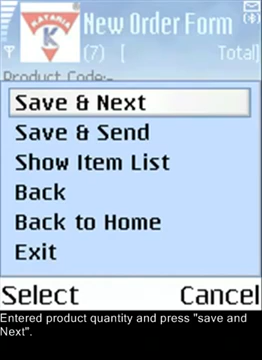 KATARIA
K
New Order Form
(7) [ Total]
Product Code:-
Save & Next
Save & Send
Show Item List
Back
Back to Home
Exit
Select Cancel
Entered product quantity and press "save and
Next".